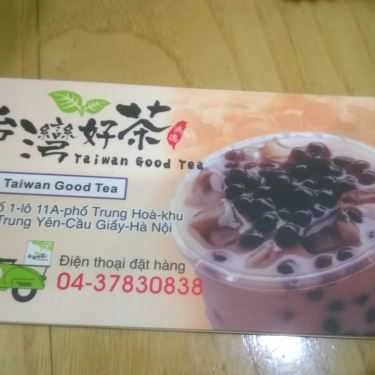 台灣好茶
Taiwan Good Tea
Taiwan Good Tea
ố 1-lô 11A-phố Trung Hoà-khu
Trung Yên-Cầu Giấy-Hà Nội
Điện thoại đặt hàng
04-37830838